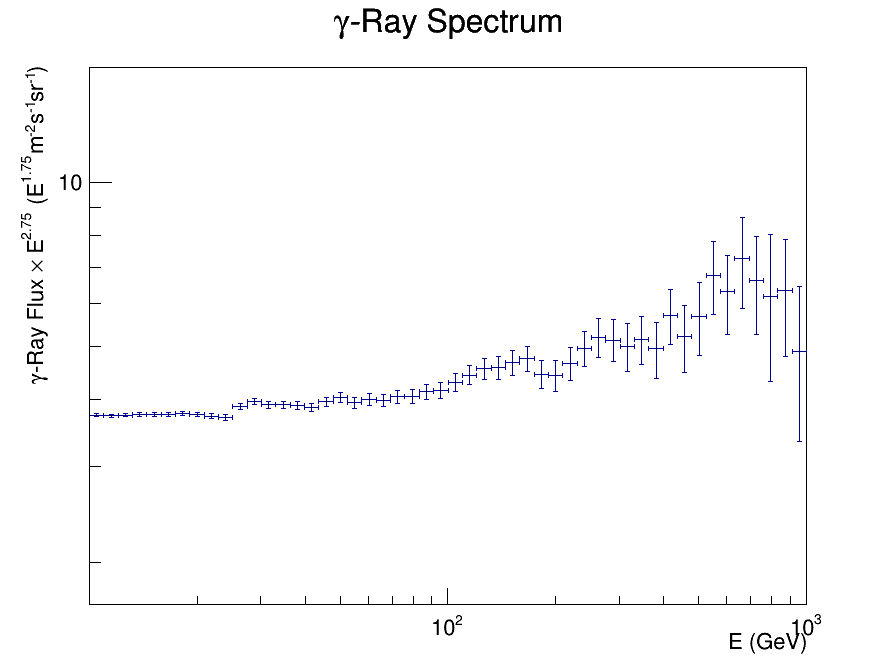 γ-Ray Spectrum
γ-Ray Flux × E^2.75 (E^1.75 m^-2 s^-1 sr^-1)
10
10^2
10^3
E (GeV)